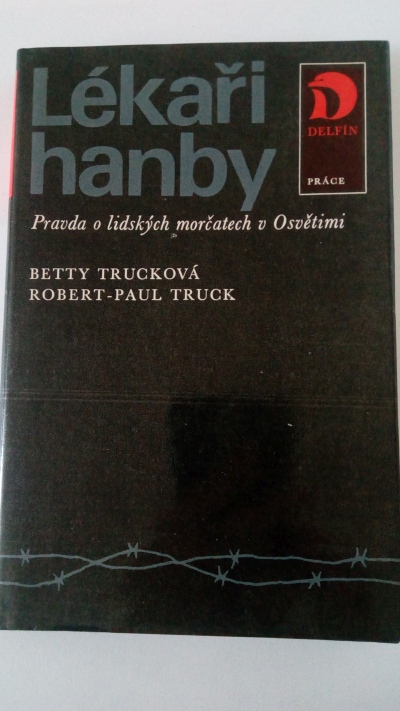 Lékaři
hanby
DELFÍN
PRÁCE
Pravda o lidských morčatech v Osvětimi
BETTY TRUCKOVÁ
ROBERT-PAUL TRUCK